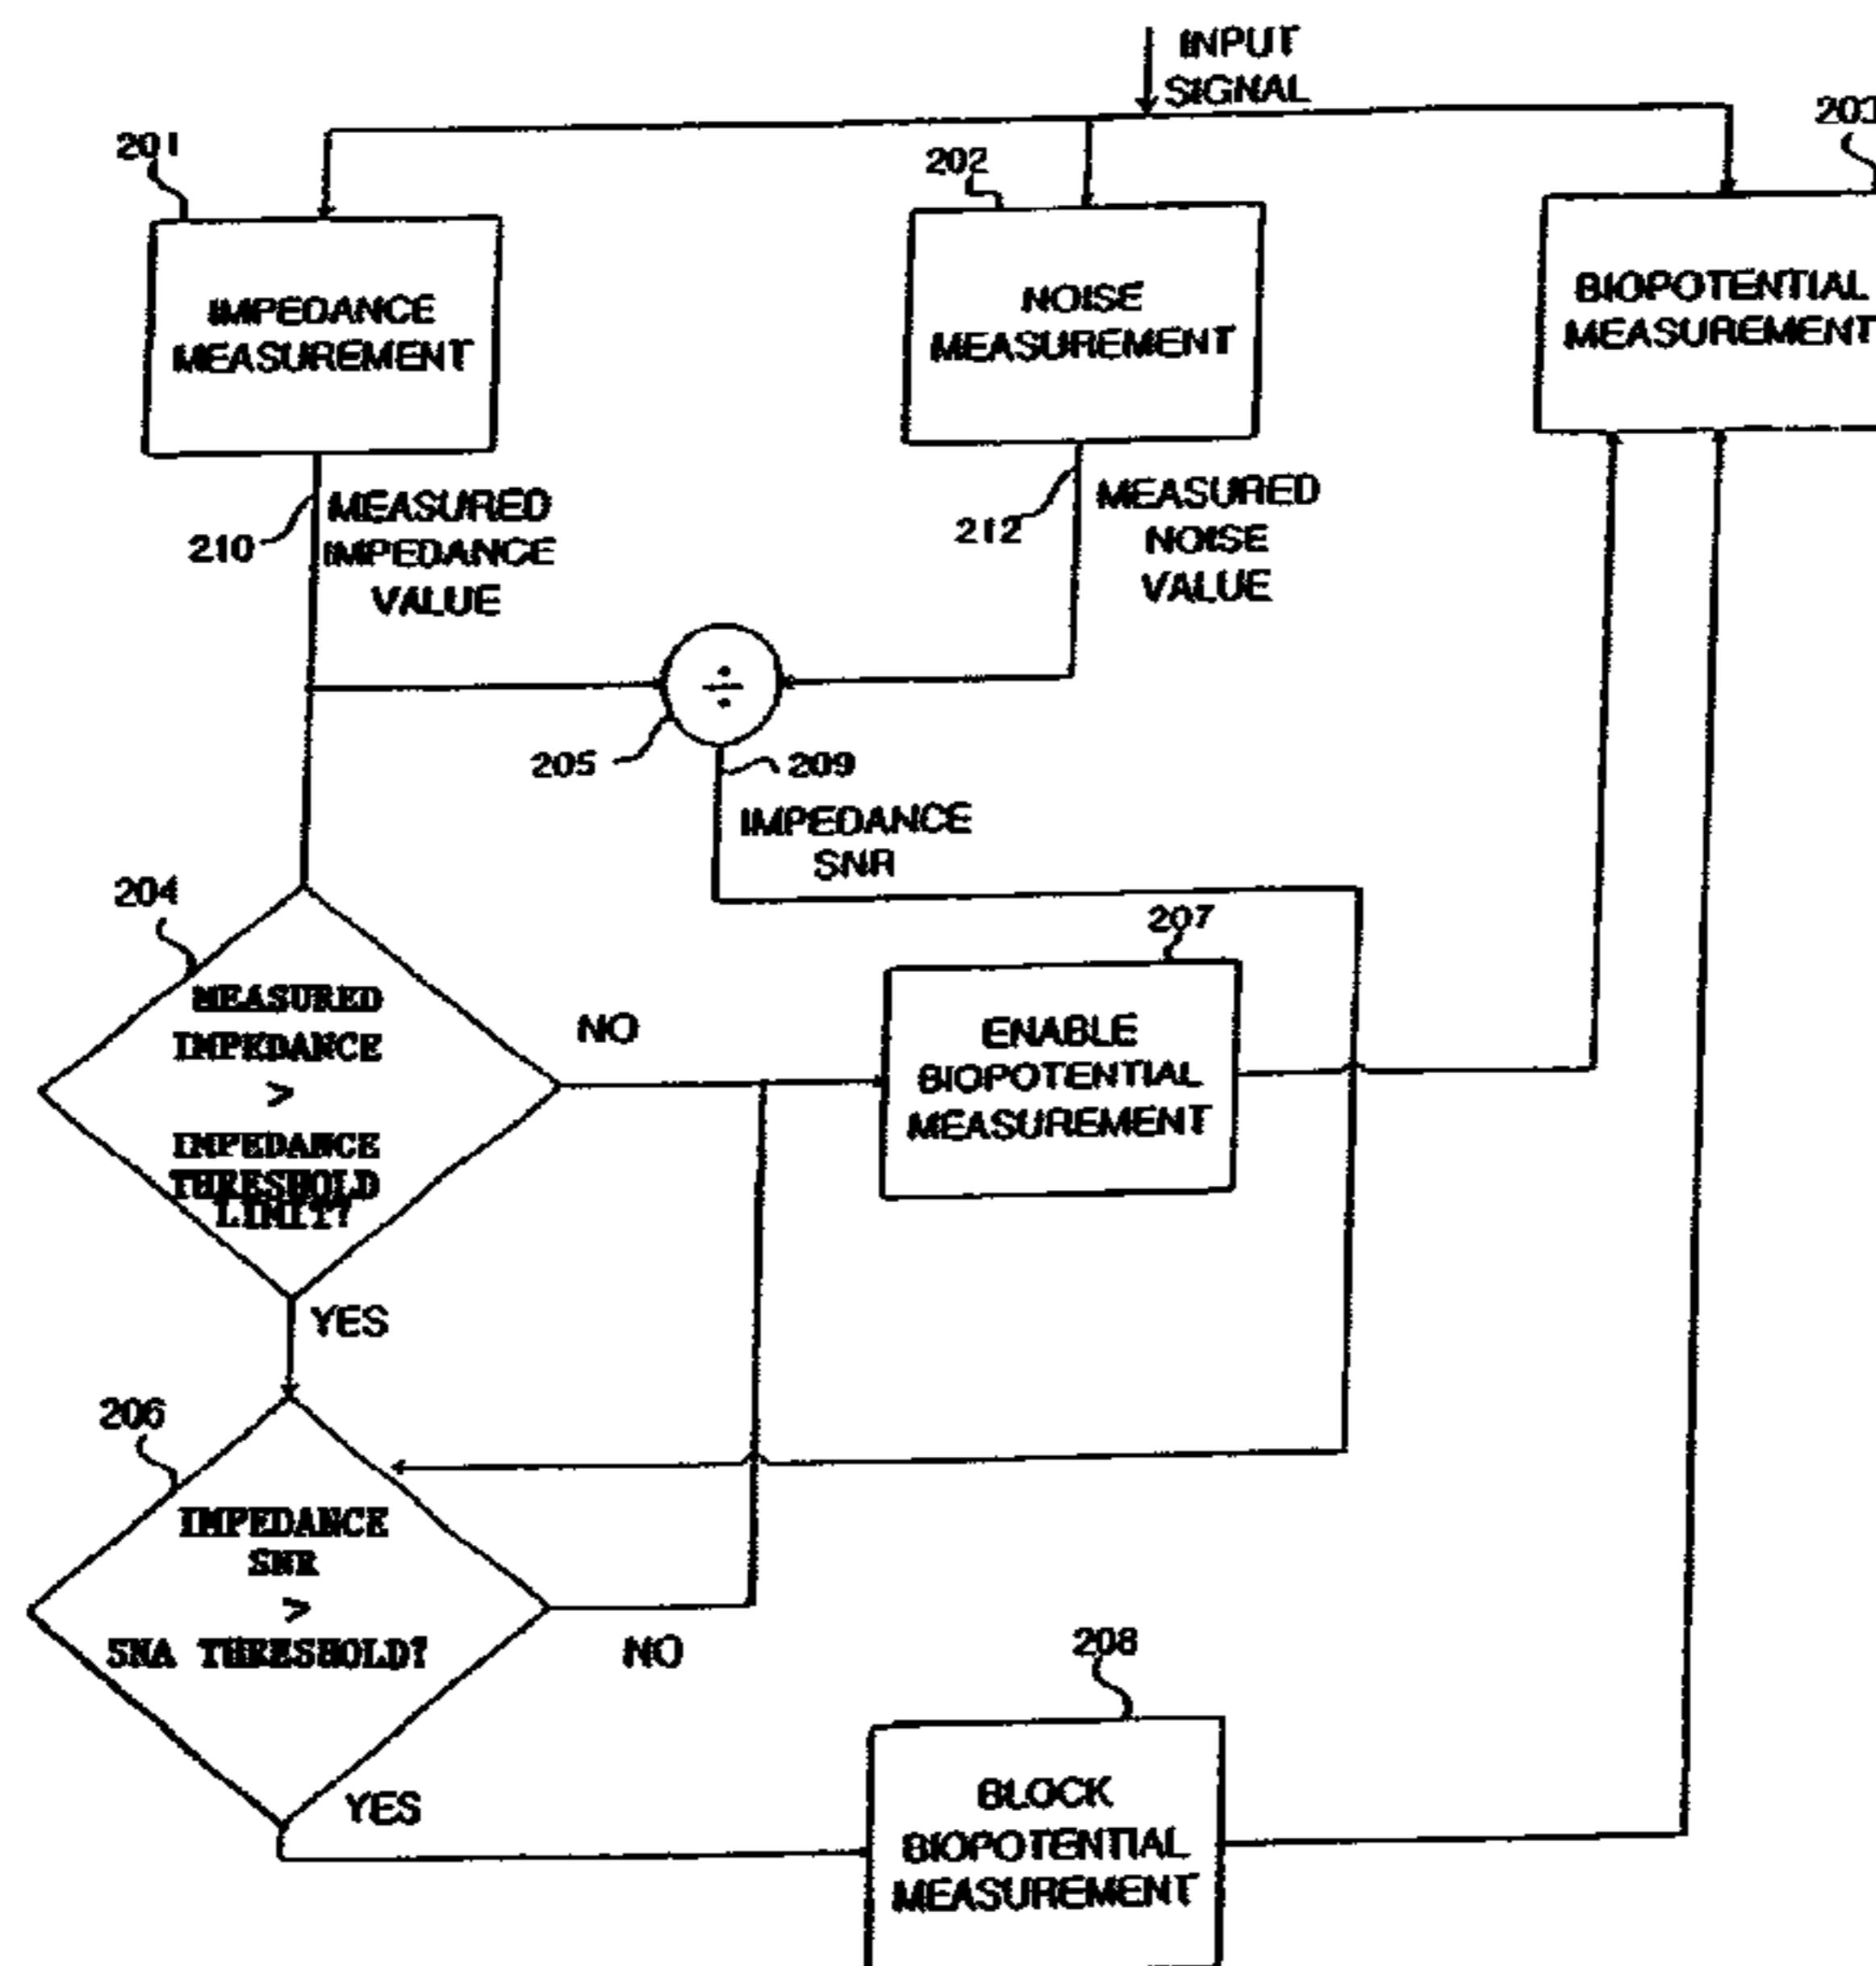 INPUT
SIGNAL
201
202
203
IMPEDANCE
MEASUREMENT
NOISE
MEASUREMENT
BIOPOTENTIAL
MEASUREMENT
210
MEASURED
IMPEDANCE
VALUE
212
MEASURED
NOISE
VALUE
÷
205
209
IMPEDANCE
SNR
204
MEASURED
IMPEDANCE
>
IMPEDANCE
THRESHOLD
LIMIT?
NO
207
ENABLE
BIOPOTENTIAL
MEASUREMENT
YES
206
IMPEDANCE
SNR
>
SNA THRESHOLD?
NO
YES
208
BLOCK
BIOPOTENTIAL
MEASUREMENT